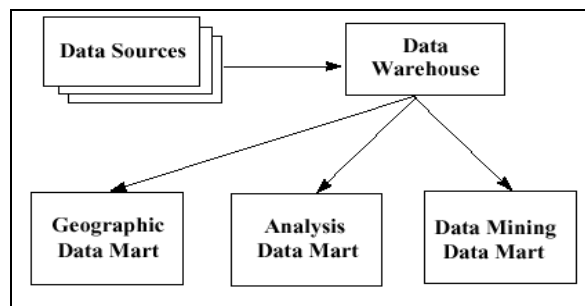 Data Sources
Data
Warehouse
Geographic
Data Mart
Analysis
Data Mart
Data Mining
Data Mart